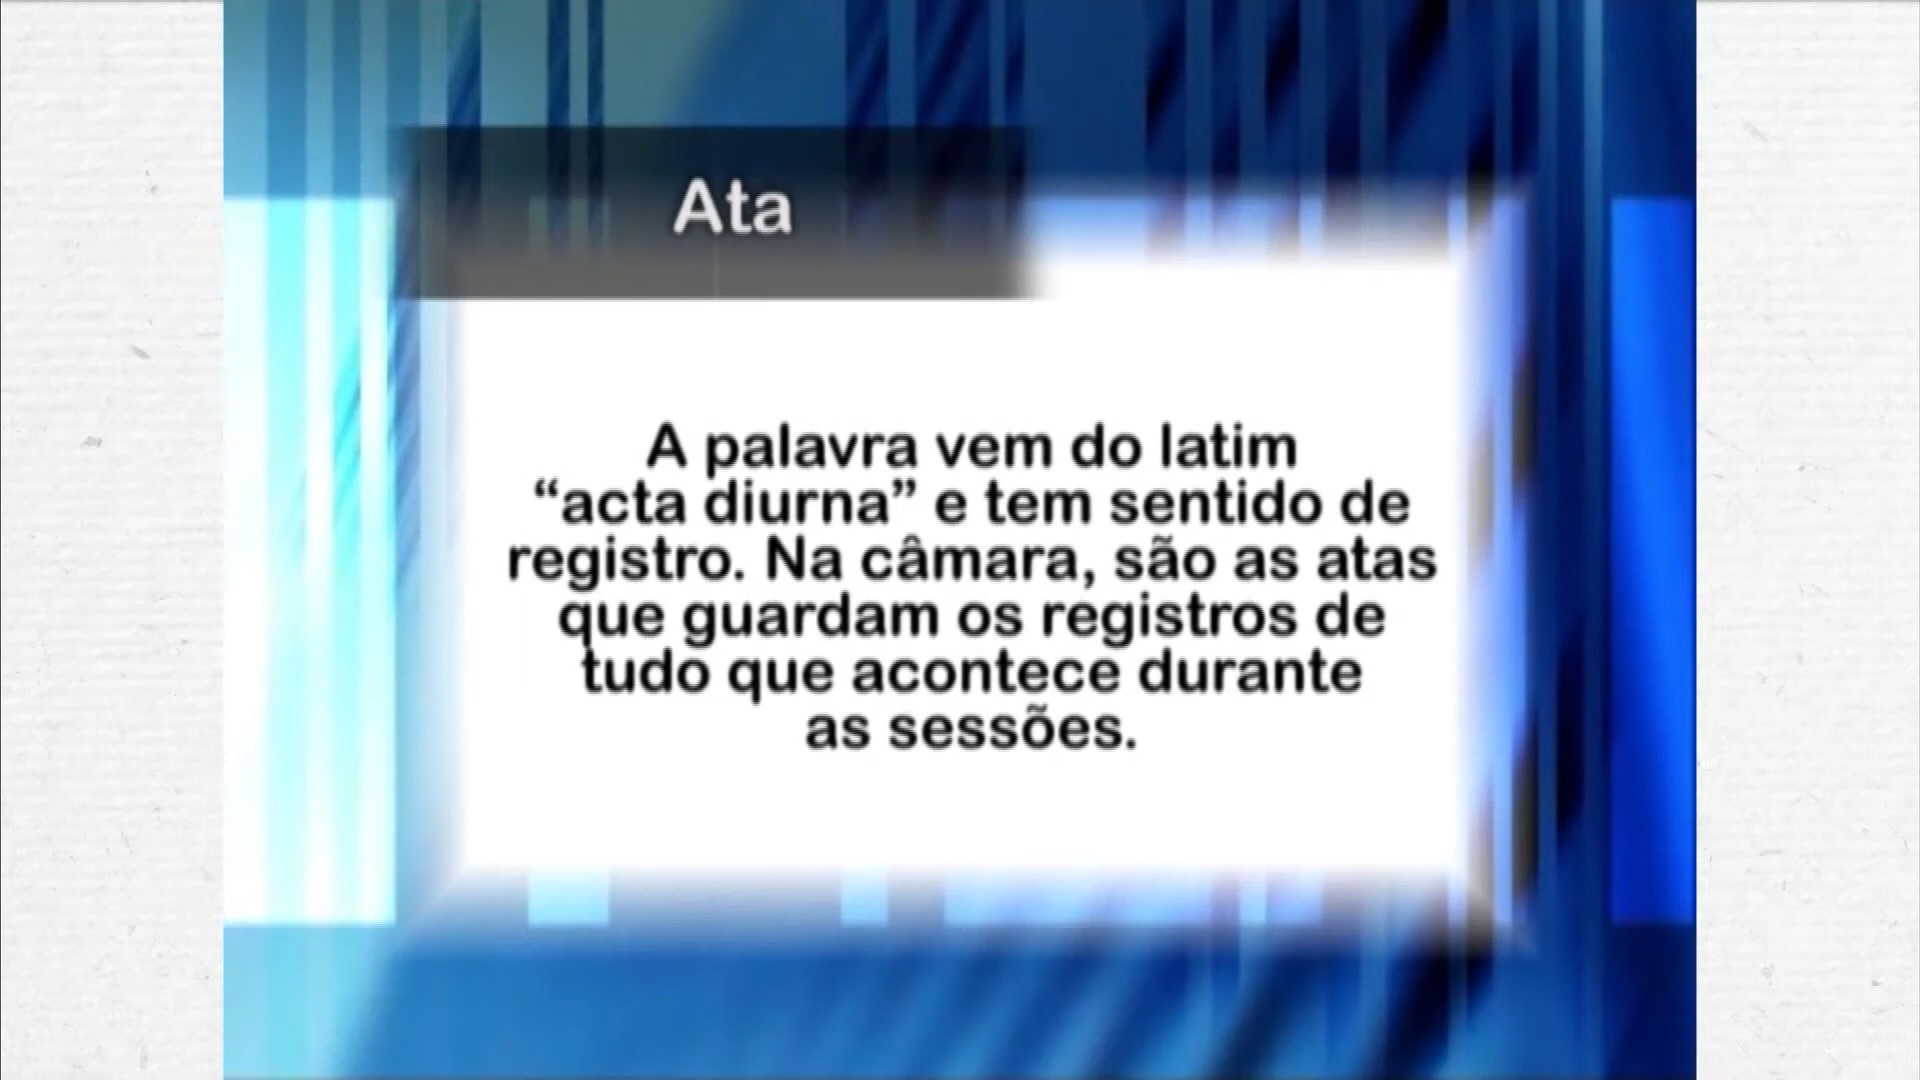 Ata
A palavra vem do latim
“acta diurna” e tem sentido de
registro. Na câmara, são as atas
que guardam os registros de
tudo que acontece durante
as sessões.